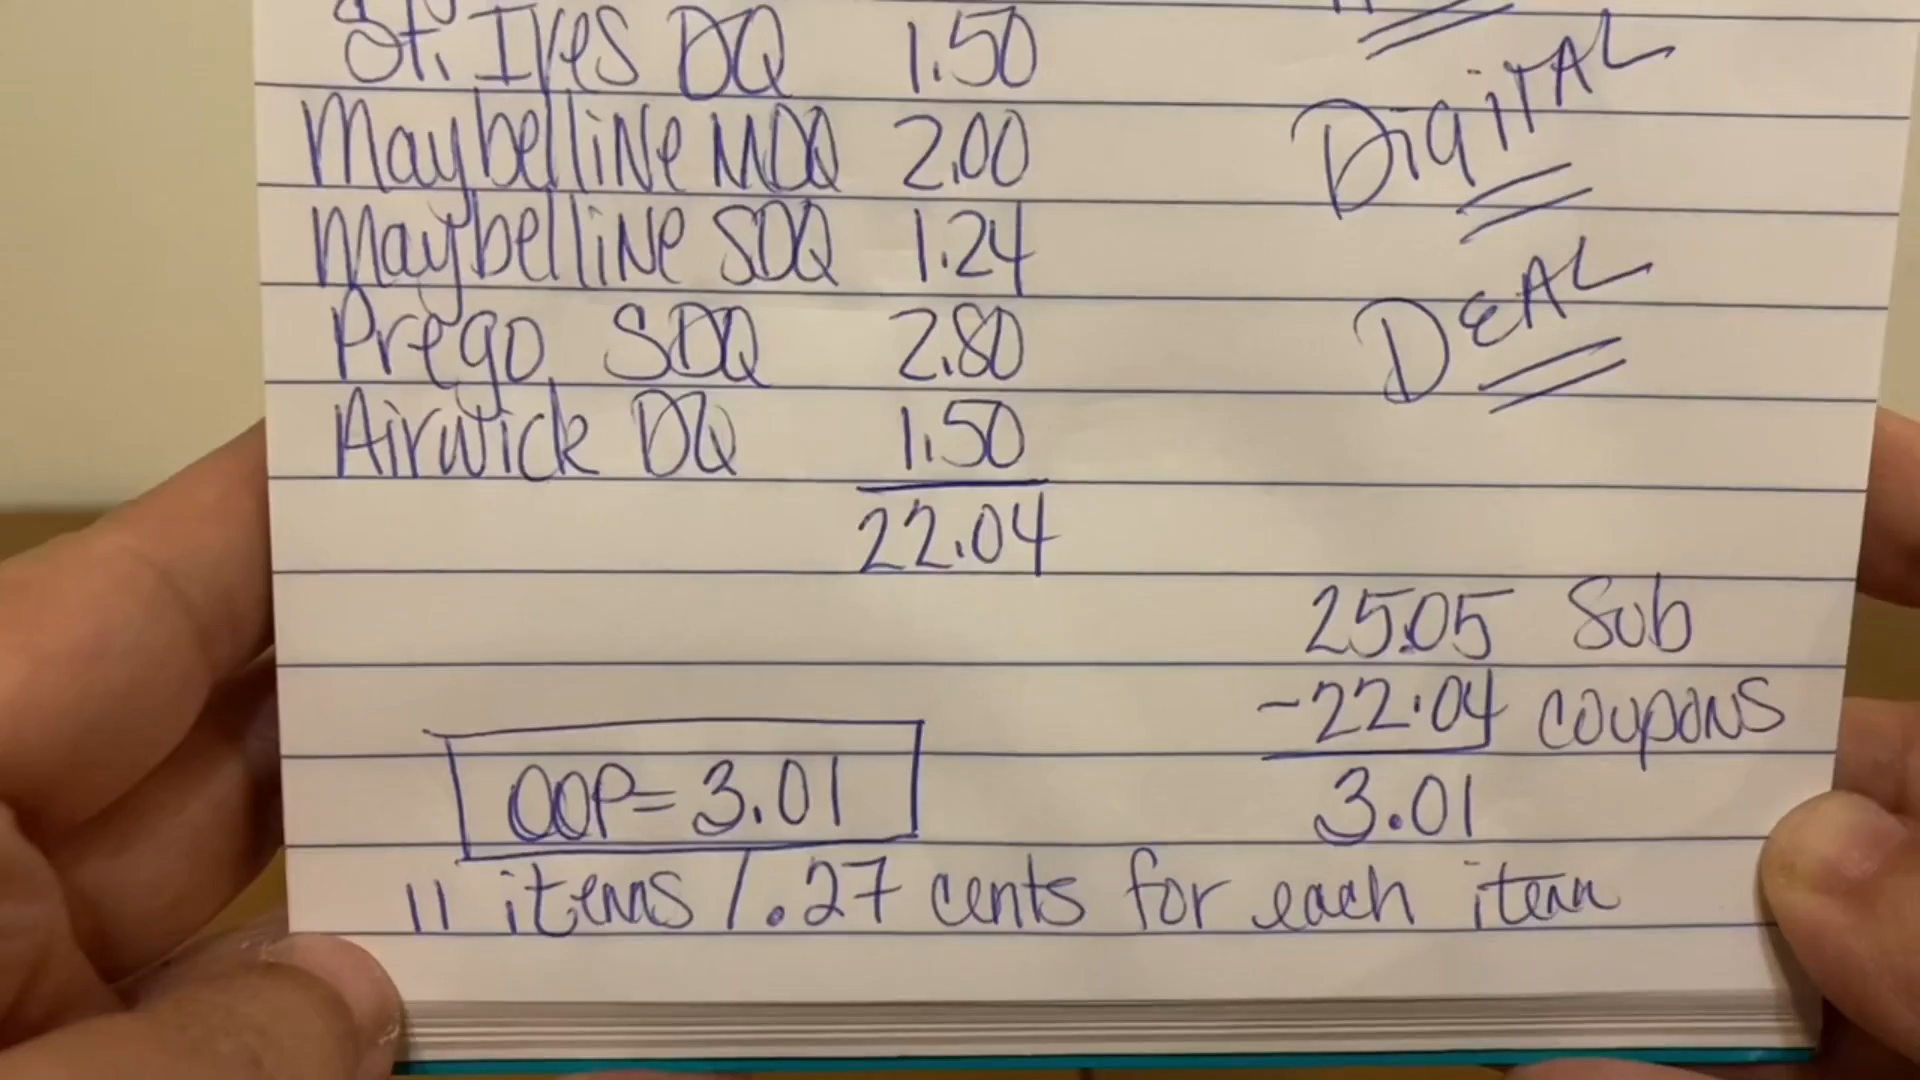 St. Ives DQ 1.50
Maybelline MDQ 2.00
Maybelline SDQ 1.24
Prego SDQ 2.80
Airwick DQ 1.50
22.04
DigitAL
DEAL
25.05 Sub
-22.04 coupons
3.01
OOP= 3.01
11 items / .27 cents for each item